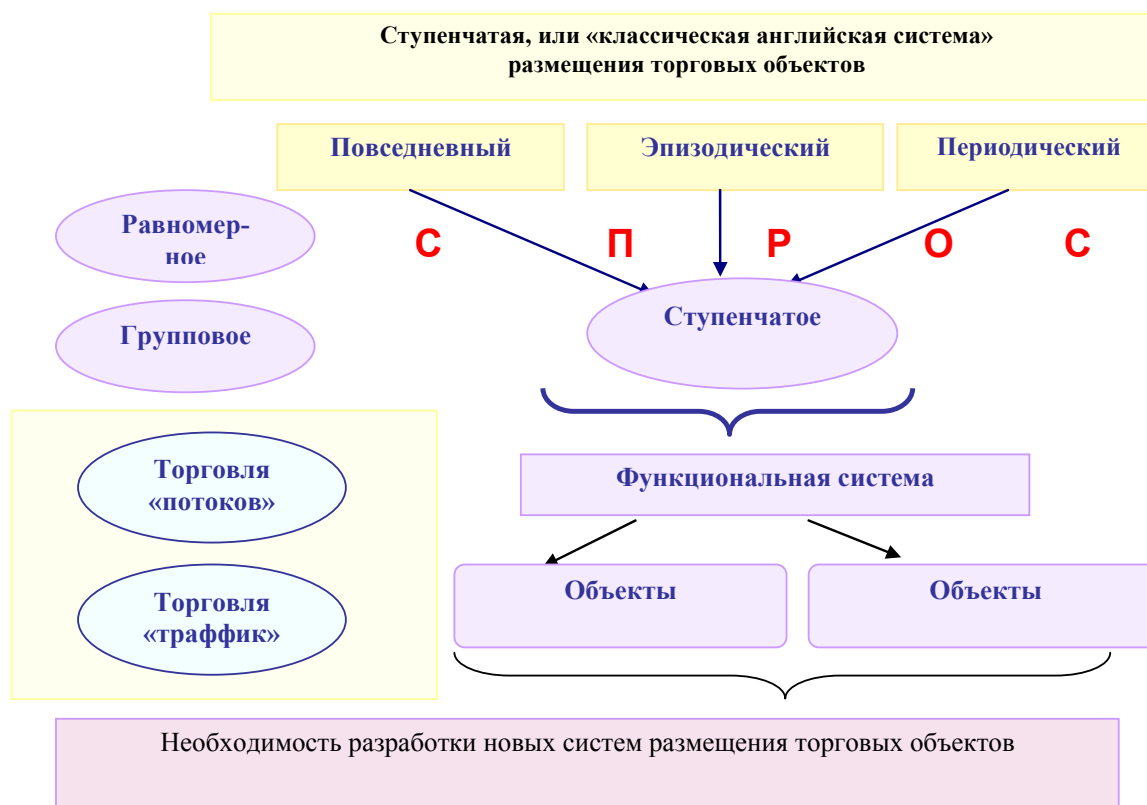 Ступенчатая, или «классическая английская система»
размещения торговых объектов
Повседневный
Эпизодический
Периодический
С П Р О С
Равномер-
ное
Групповое
Ступенчатое
Торговля
«потоков»
Функциональная система
Торговля
«траффик»
Объекты
Объекты
Необходимость разработки новых систем размещения торговых объектов